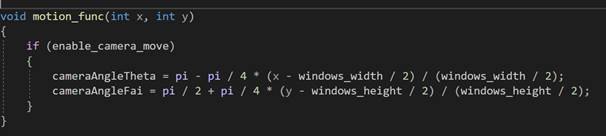 void motion_func(int x, int y)
{
if (enable_camera_move)
{
cameraAngleTheta = pi - pi / 4 * (x - windows_width / 2) / (windows_width / 2);
cameraAngleFai = pi / 2 + pi / 4 * (y - windows_height / 2) / (windows_height / 2);
}
}